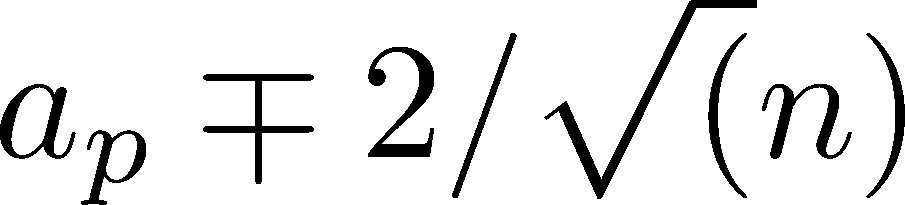 a_p ∓ 2/√(n)